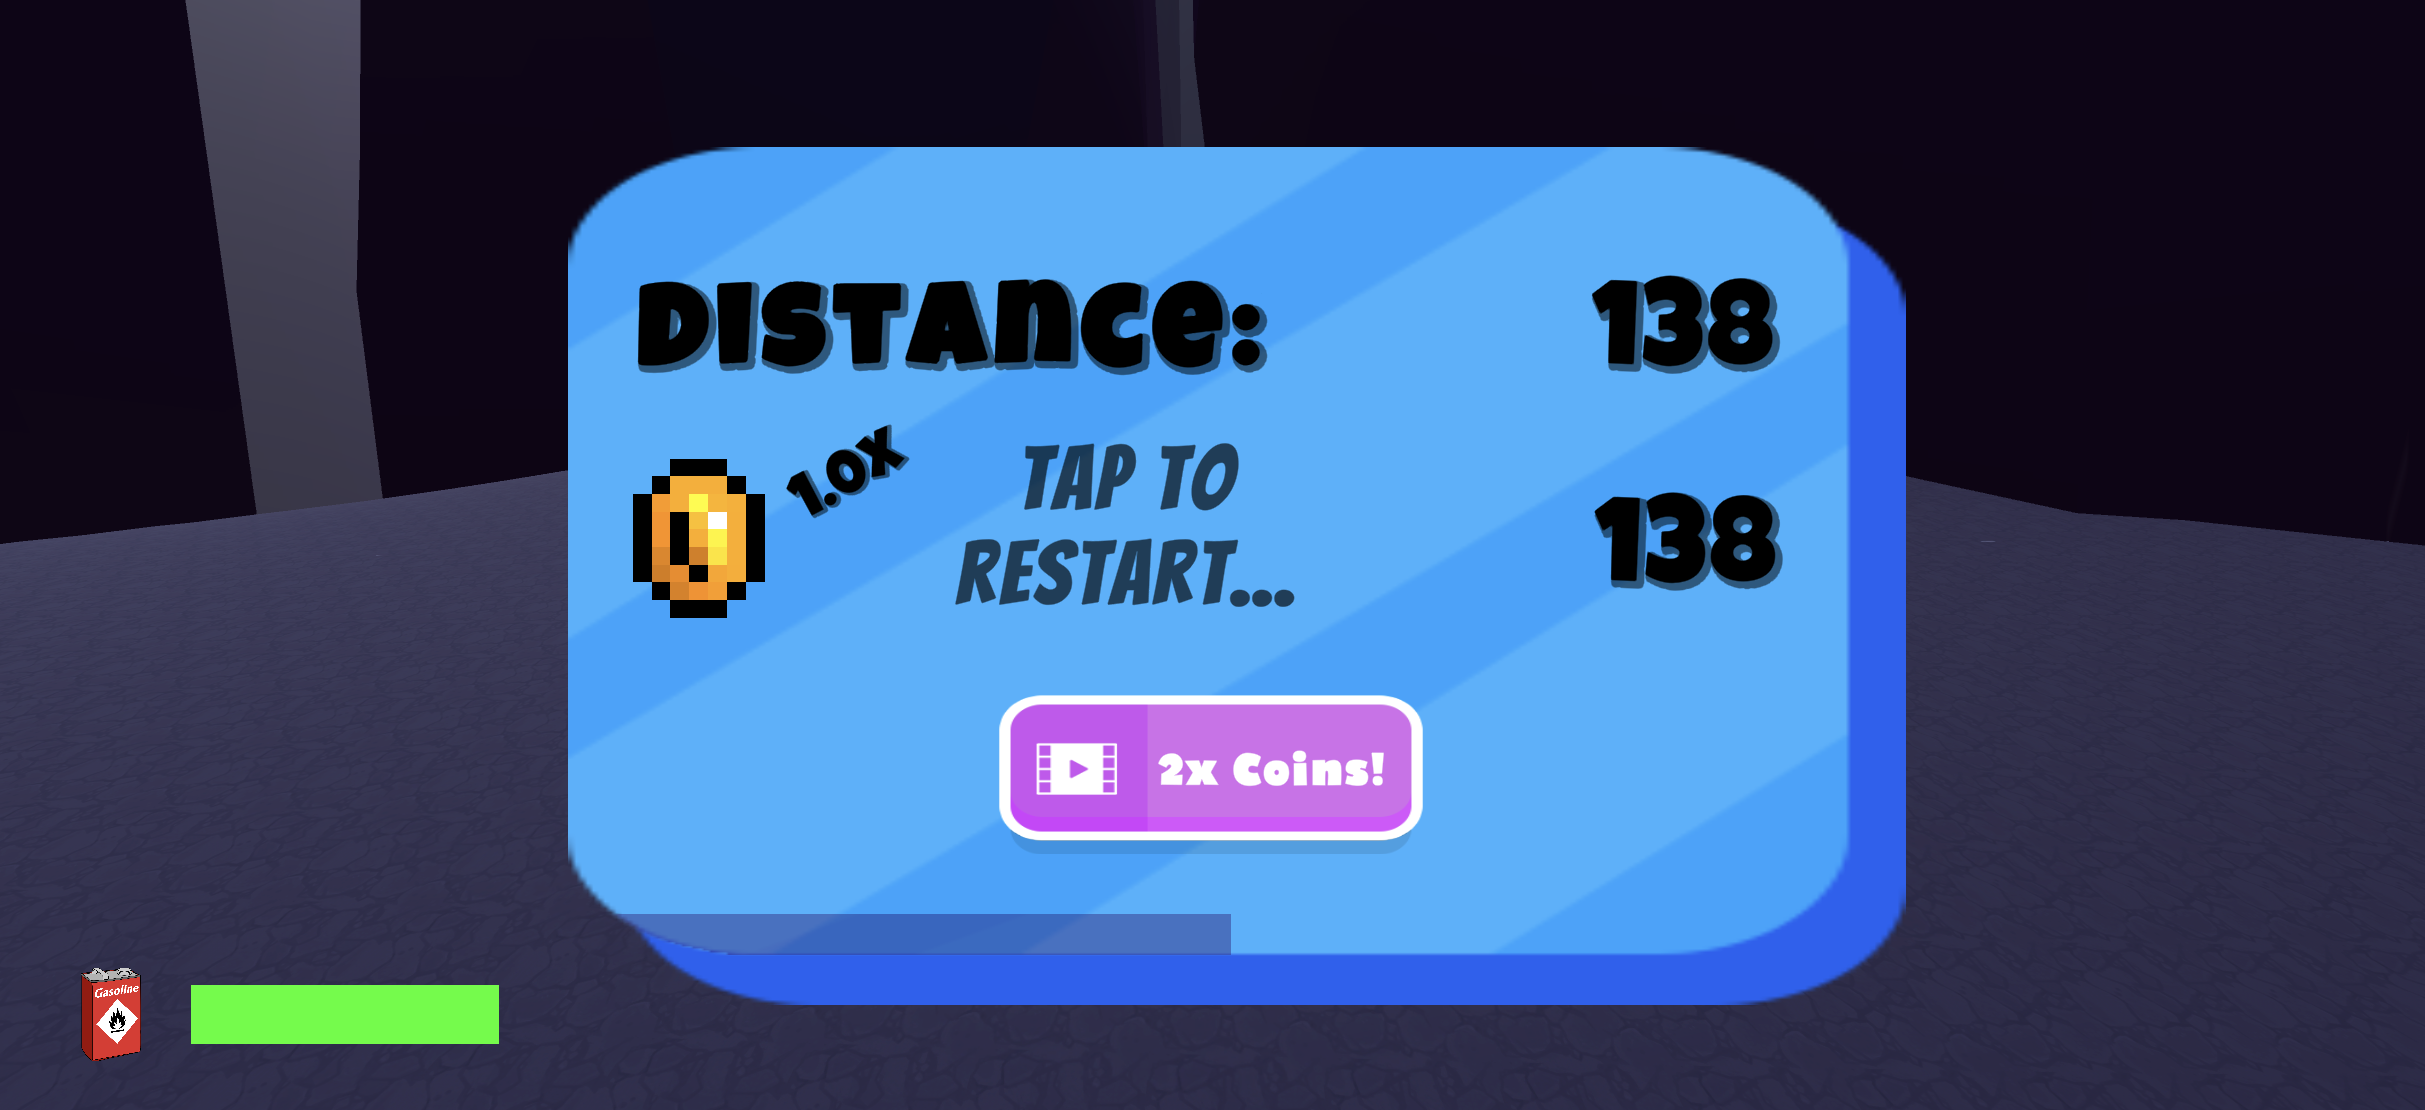 DISTANCE: 138
1.0X
TAP TO
RESTART...
138
2x Coins!
Gasoline